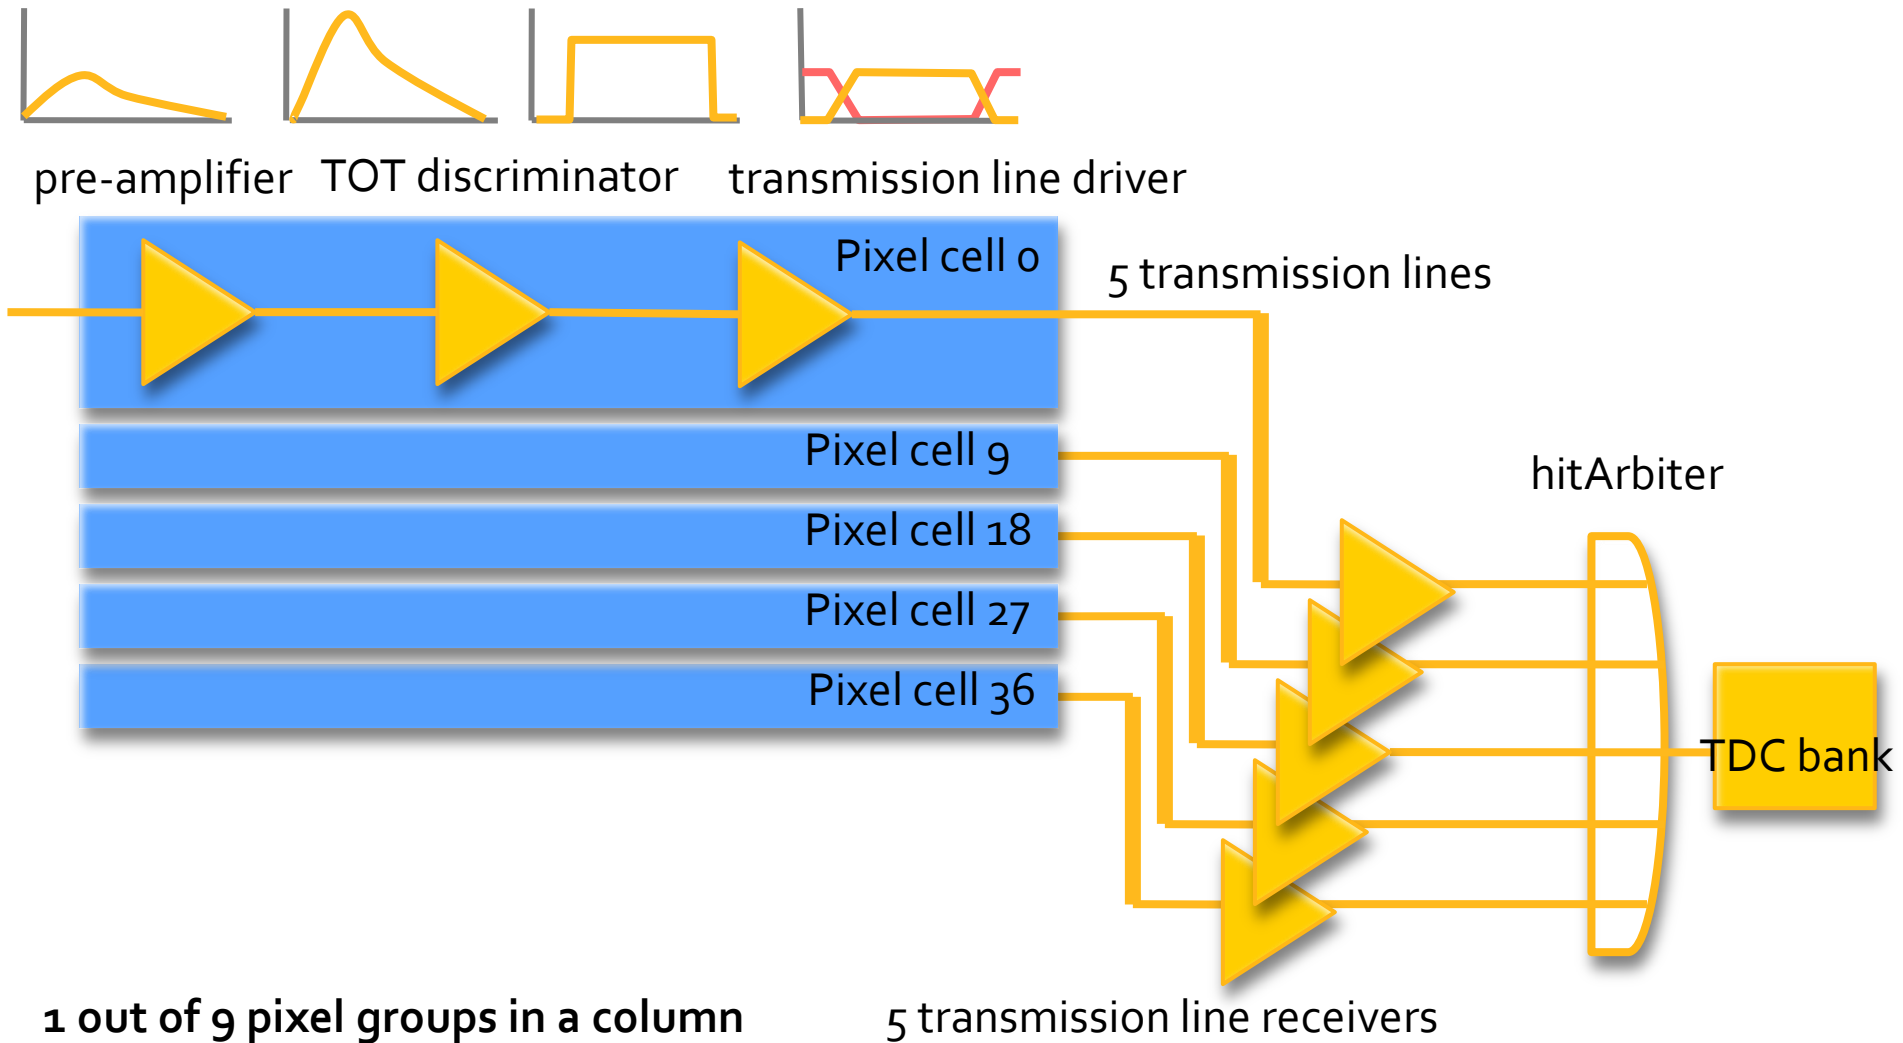 pre-amplifier
TOT discriminator
transmission line driver
Pixel cell 0
5 transmission lines
Pixel cell 9
hitArbiter
Pixel cell 18
Pixel cell 27
Pixel cell 36
TDC bank
1 out of 9 pixel groups in a column
5 transmission line receivers